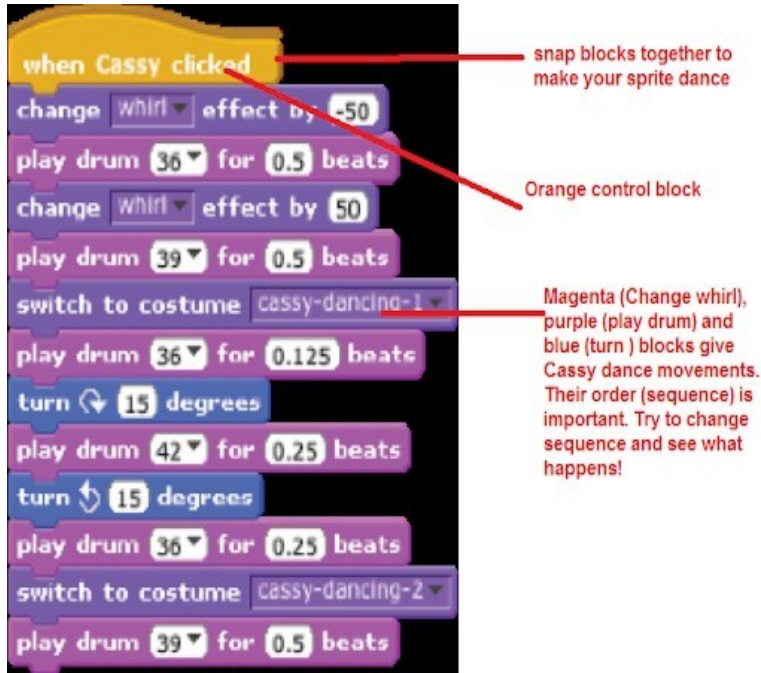 when Cassy clicked
change whirl effect by -50
play drum 36 for 0.5 beats
change whirl effect by 50
play drum 39 for 0.5 beats
switch to costume cassy-dancing-1
play drum 36 for 0.125 beats
turn 15 degrees
play drum 42 for 0.25 beats
turn 15 degrees
play drum 36 for 0.25 beats
switch to costume cassy-dancing-2
play drum 39 for 0.5 beats
snap blocks together to
make your sprite dance
Orange control block
Magenta (Change whirl),
purple (play drum) and
blue (turn ) blocks give
Cassy dance movements.
Their order (sequence) is
important. Try to change
sequence and see what
happens!